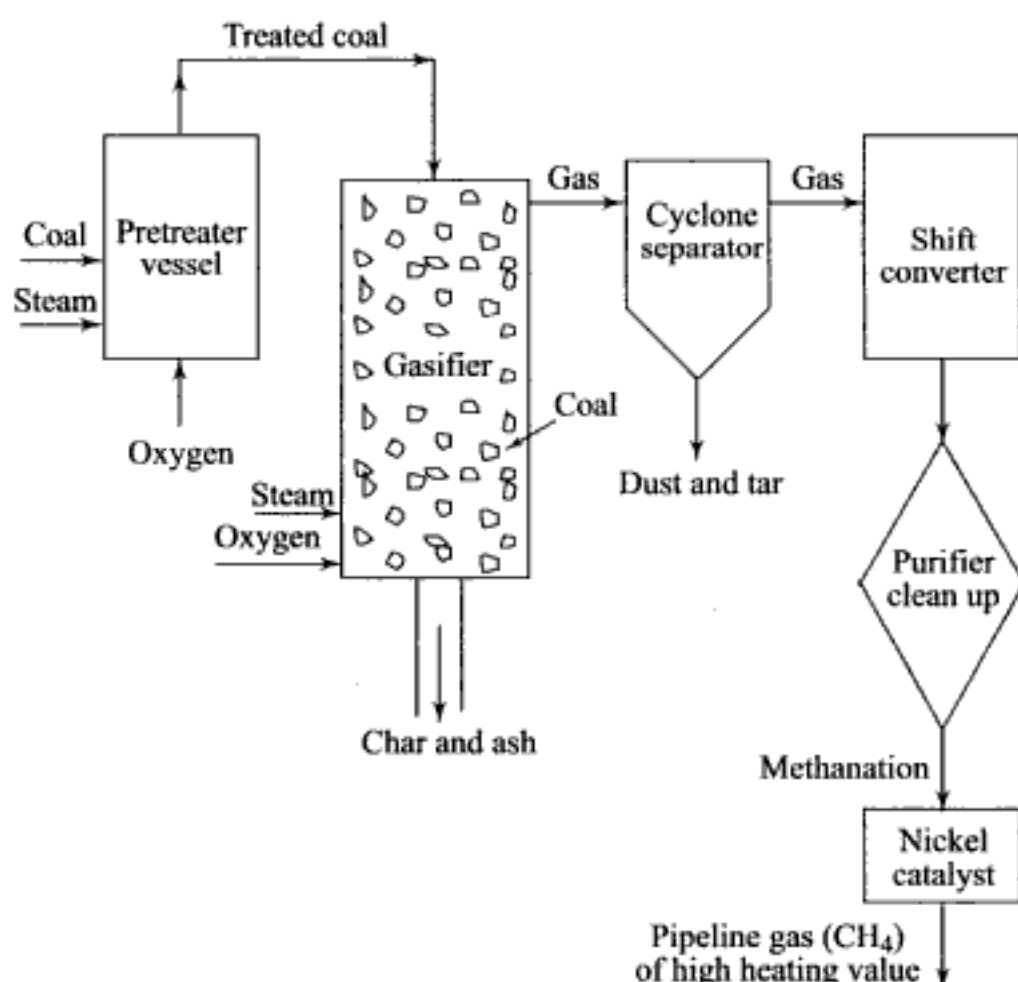 Treated coal
Coal
Steam
Pretreater
vessel
Oxygen
Steam
Oxygen
Gasifier
Coal
Char and ash
Gas
Cyclone
separator
Dust and tar
Gas
Shift
converter
Purifier
clean up
Methanation
Nickel
catalyst
Pipeline gas (CH₄)
of high heating value